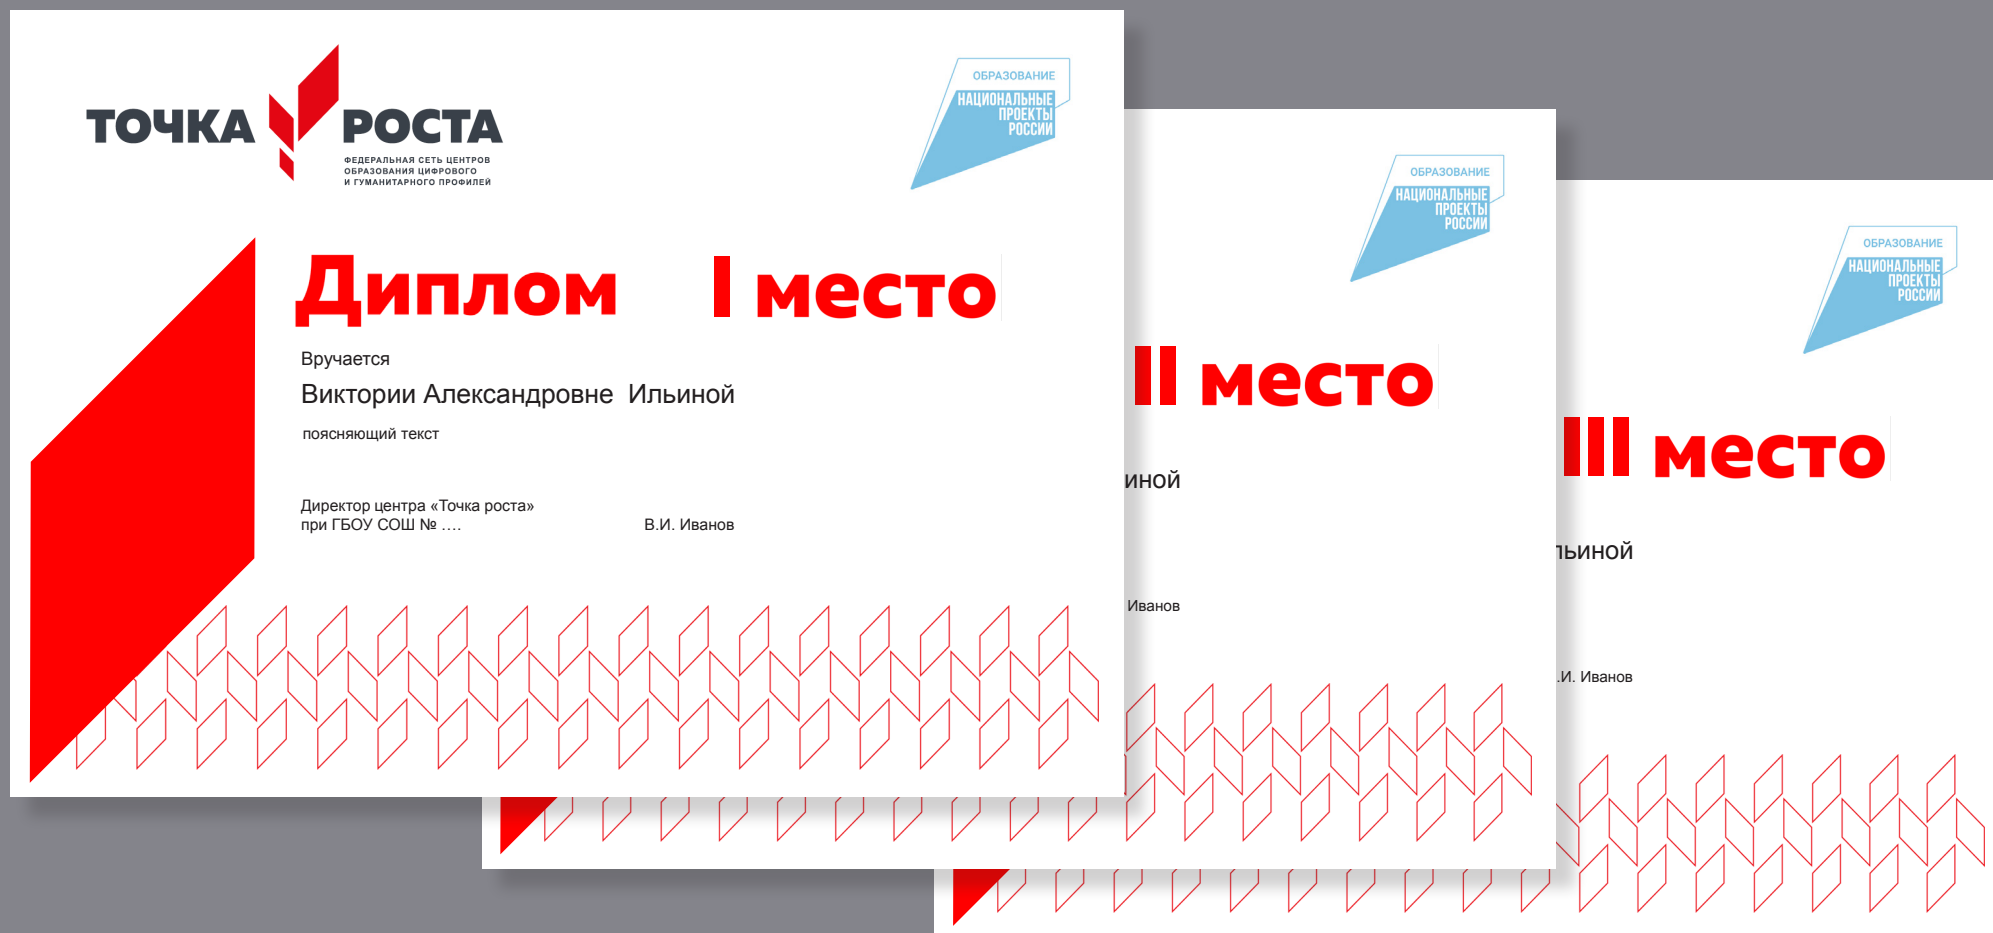 ТОЧКА РОСТА
ФЕДЕРАЛЬНАЯ СЕТЬ ЦЕНТРОВ
ОБРАЗОВАНИЯ ЦИФРОВОГО
И ГУМАНИТАРНОГО ПРОФИЛЕЙ
ОБРАЗОВАНИЕ
НАЦИОНАЛЬНЫЕ
ПРОЕКТЫ
РОССИИ
Диплом I место
Вручается
Виктории Александровне Ильиной
поясняющий текст
Директор центра «Точка роста»
при ГБОУ СОШ № ....
В.И. Иванов
ОБРАЗОВАНИЕ
НАЦИОНАЛЬНЫЕ
ПРОЕКТЫ
РОССИИ
II место
иной
Иванов
ОБРАЗОВАНИЕ
НАЦИОНАЛЬНЫЕ
ПРОЕКТЫ
РОССИИ
III место
льиной
.И. Иванов